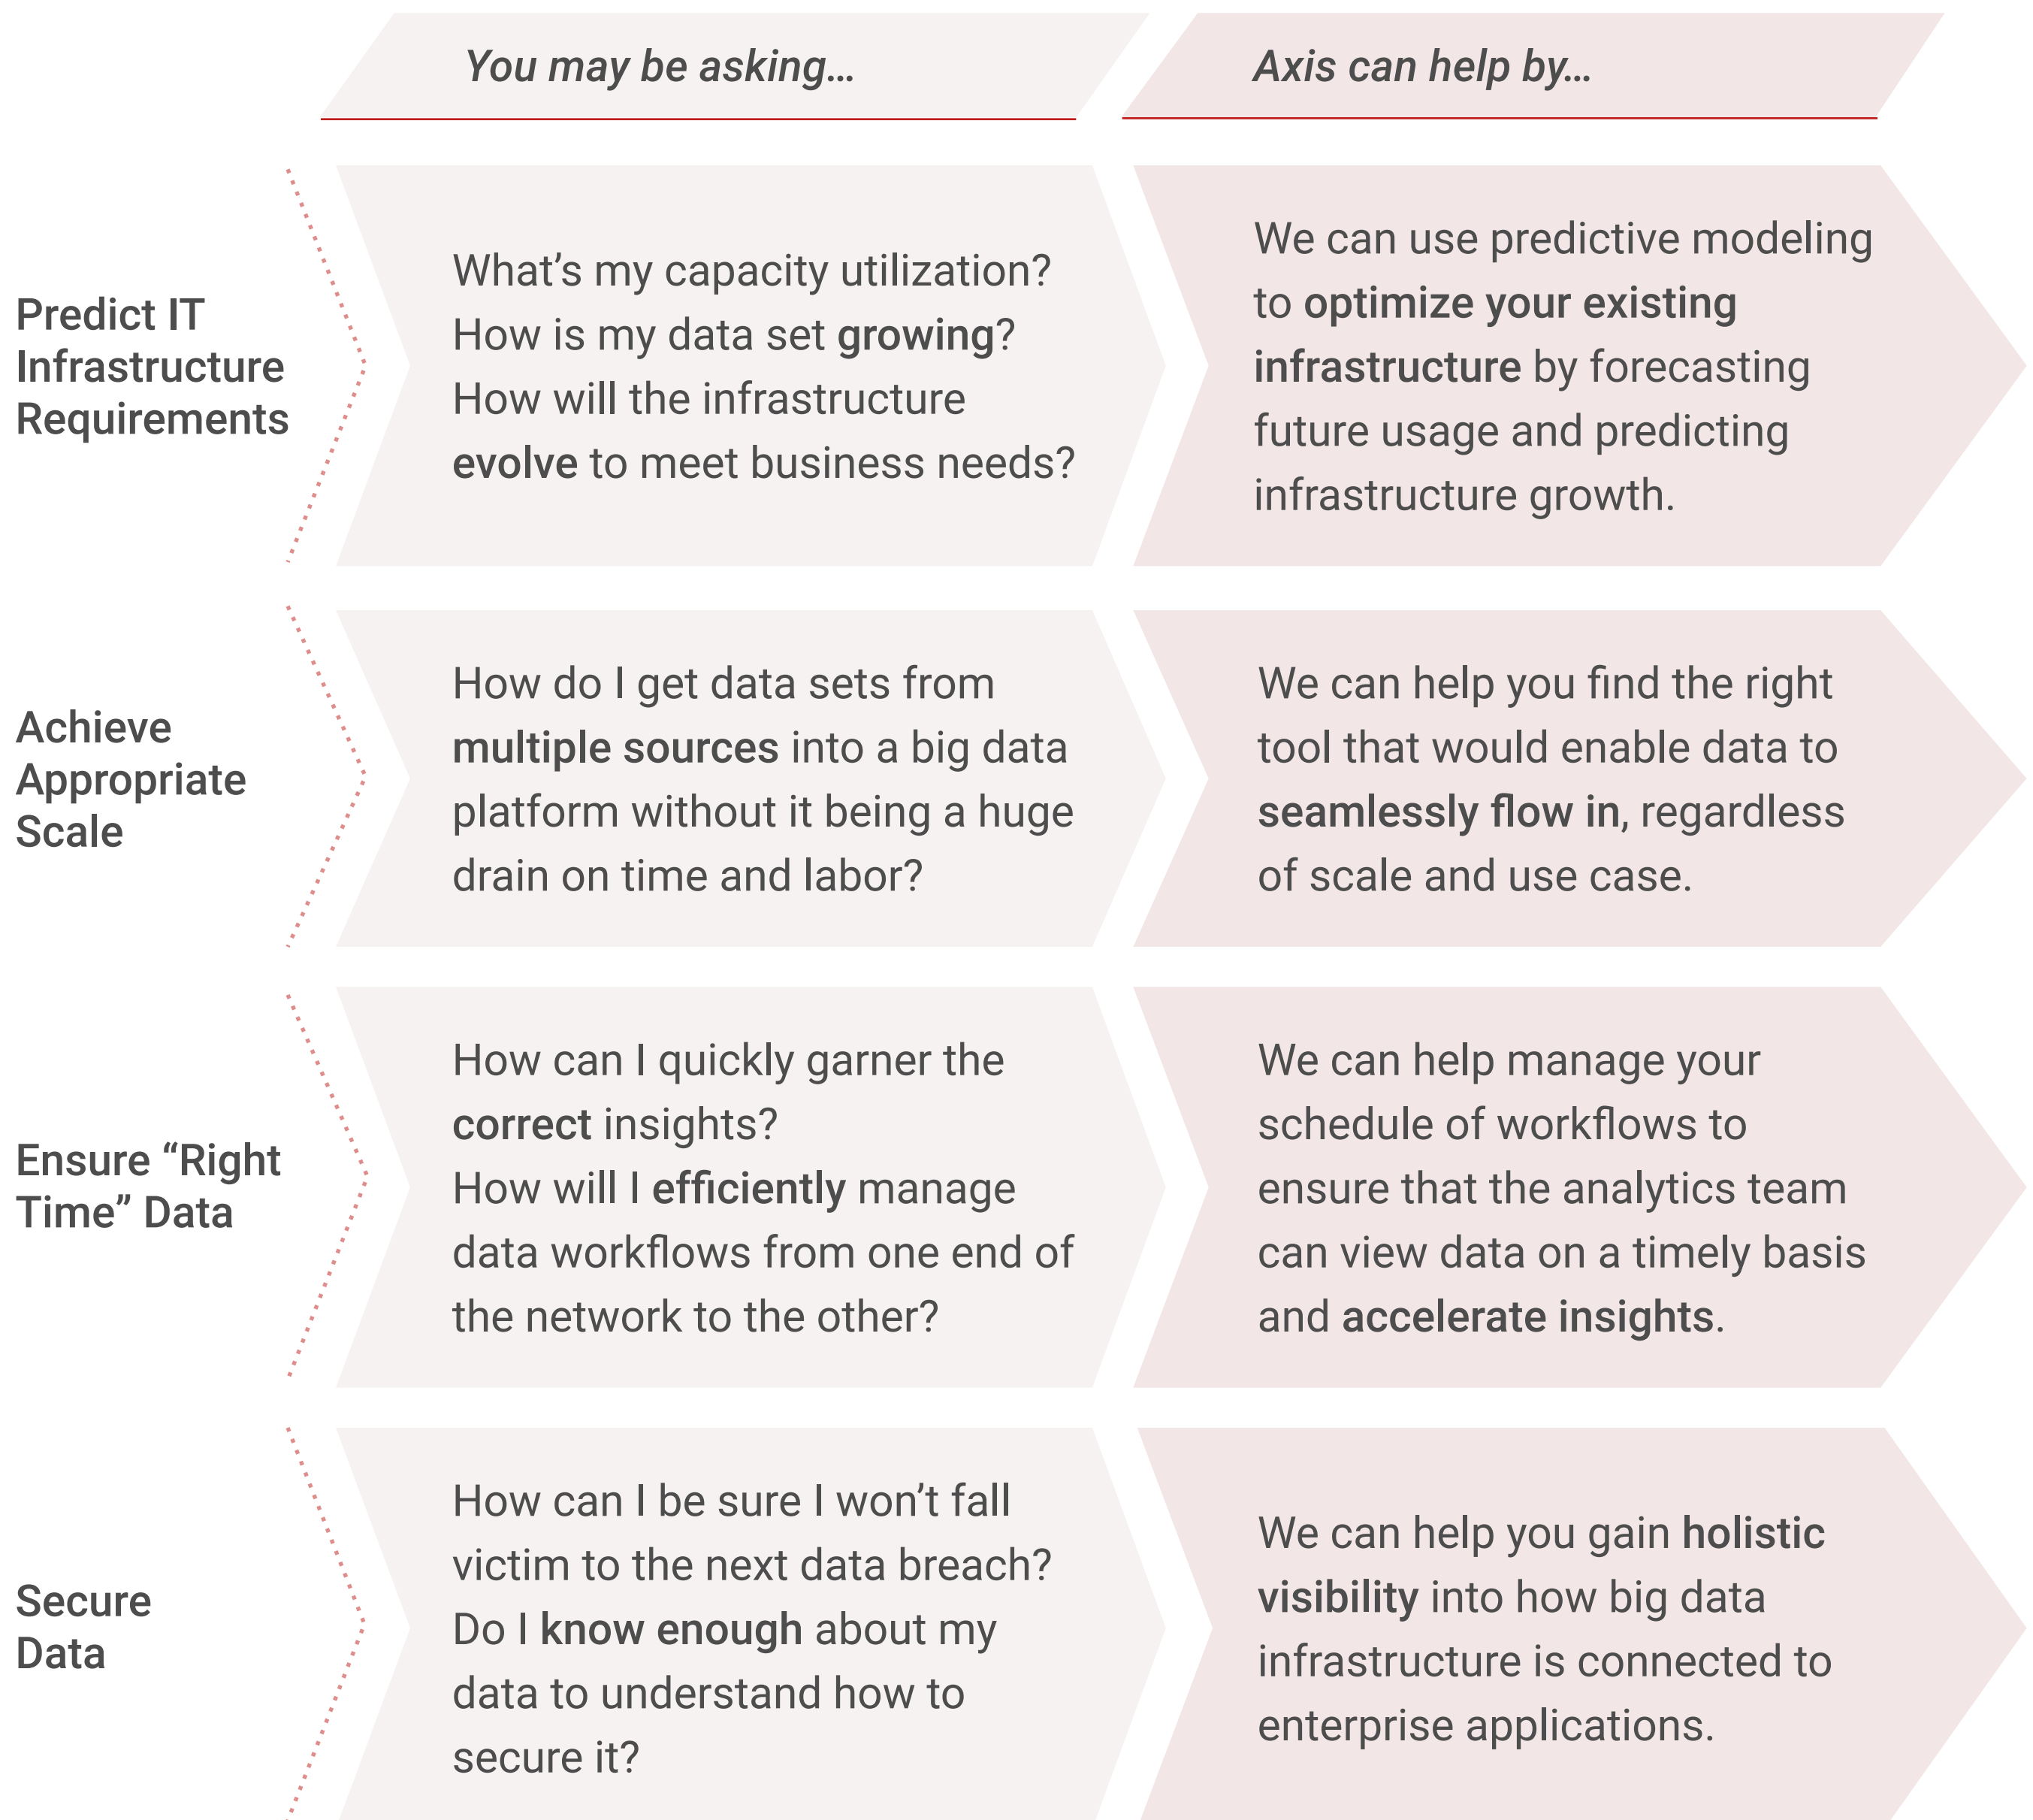 You may be asking…
Axis can help by…
Predict IT
Infrastructure
Requirements
What’s my capacity utilization?
How is my data set growing?
How will the infrastructure
evolve to meet business needs?
We can use predictive modeling
to optimize your existing
infrastructure by forecasting
future usage and predicting
infrastructure growth.
Achieve
Appropriate
Scale
How do I get data sets from
multiple sources into a big data
platform without it being a huge
drain on time and labor?
We can help you find the right
tool that would enable data to
seamlessly flow in, regardless
of scale and use case.
Ensure “Right
Time” Data
How can I quickly garner the
correct insights?
How will I efficiently manage
data workflows from one end of
the network to the other?
We can help manage your
schedule of workflows to
ensure that the analytics team
can view data on a timely basis
and accelerate insights.
Secure
Data
How can I be sure I won’t fall
victim to the next data breach?
Do I know enough about my
data to understand how to
secure it?
We can help you gain holistic
visibility into how big data
infrastructure is connected to
enterprise applications.